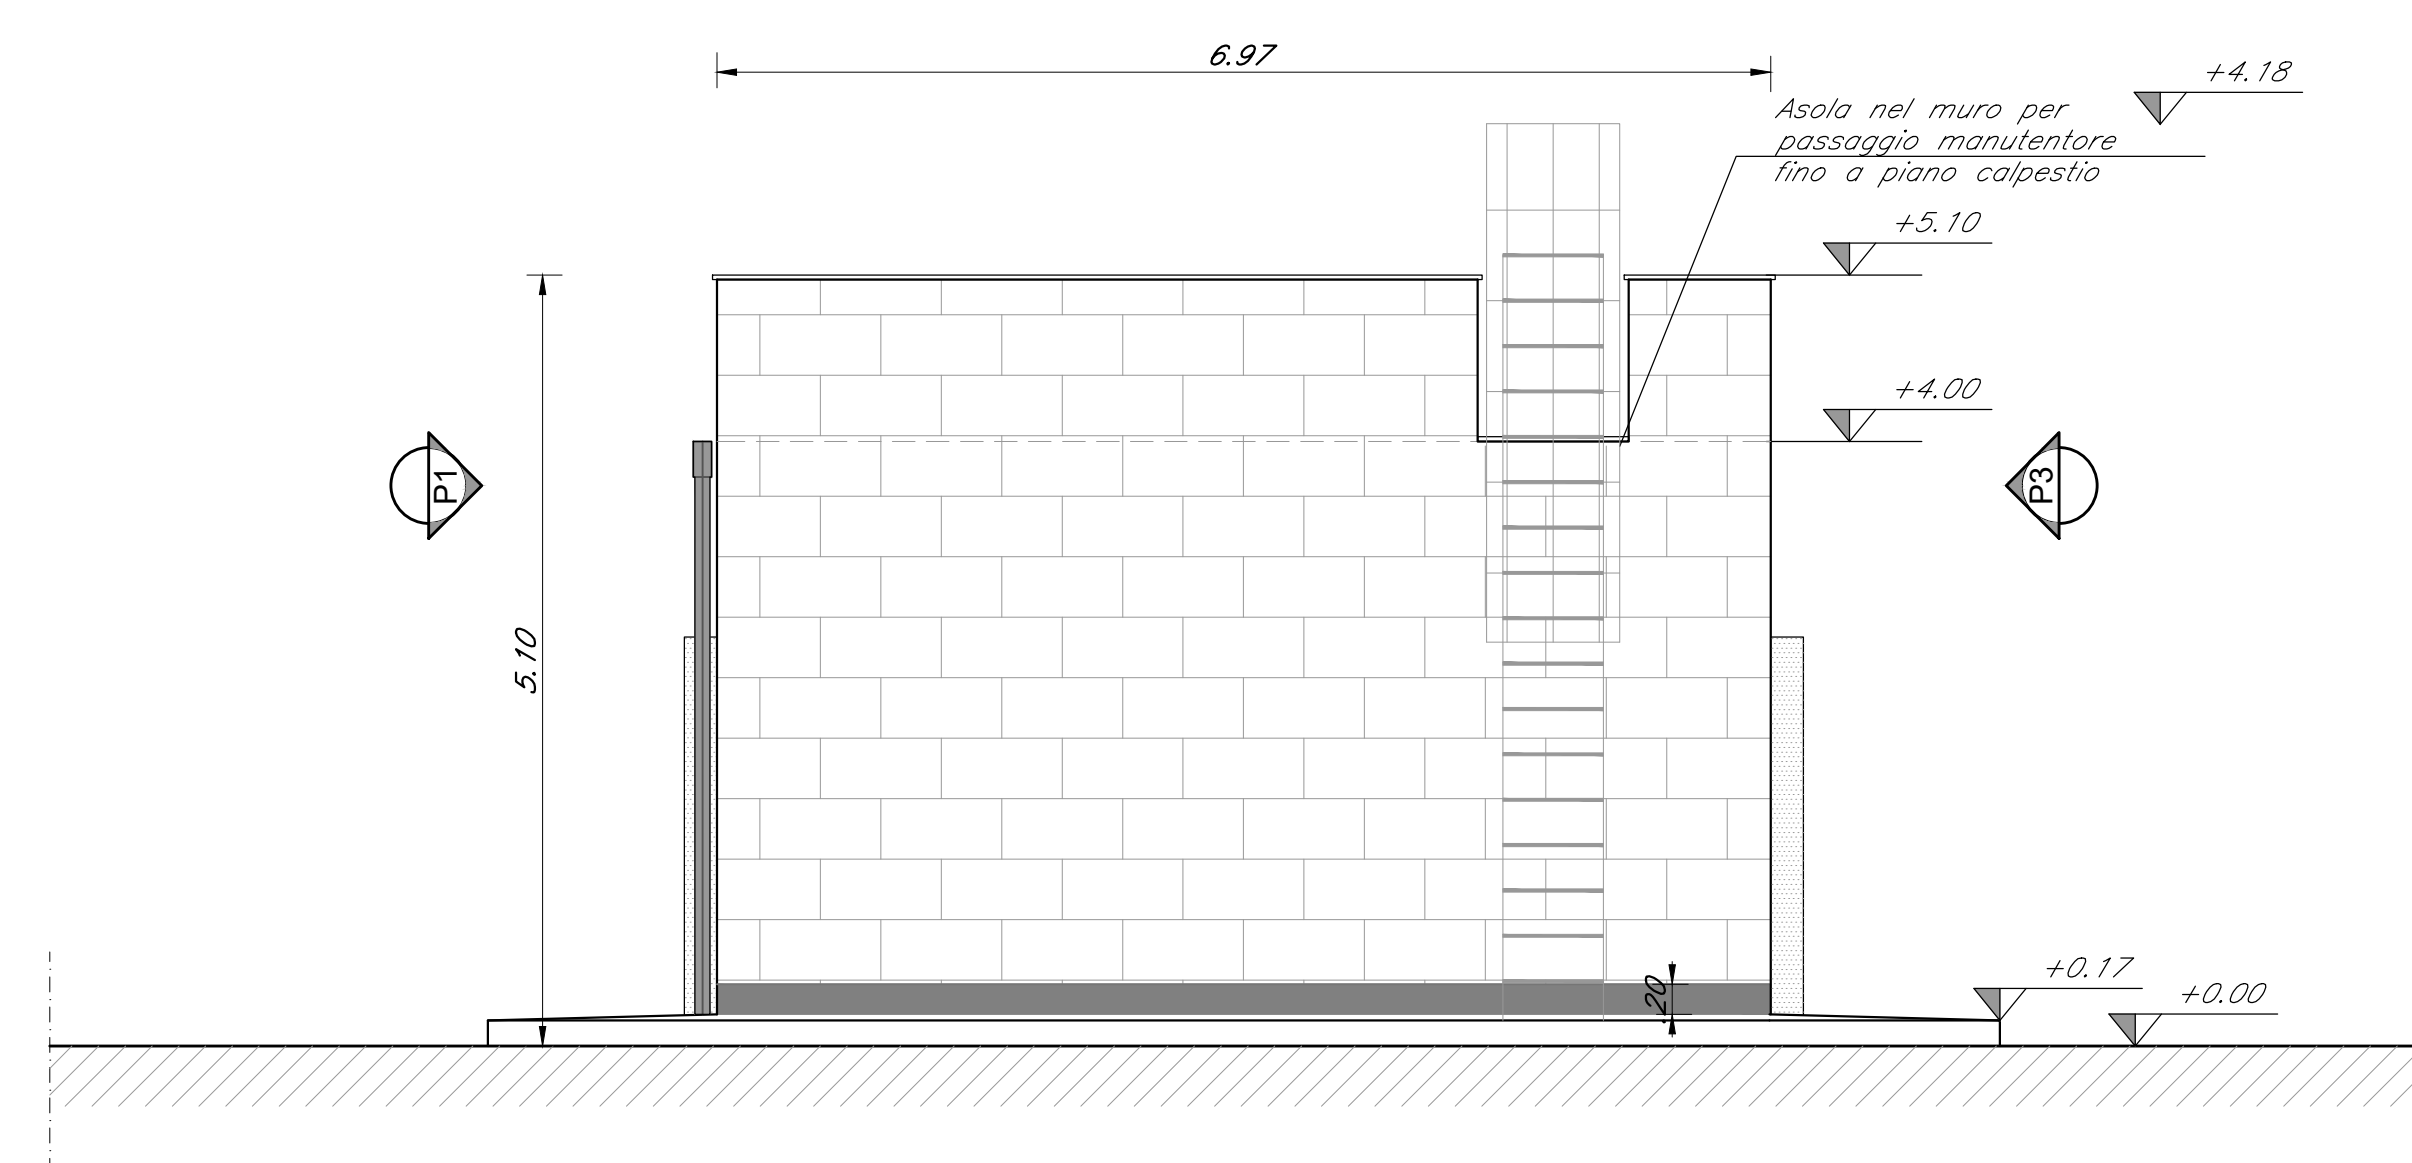 6.97
+4.18
Asola nel muro per
passaggio manutentore
fino a piano calpestio
+5.10
+4.00
P1
P3
5.10
+0.17
.20
+0.00